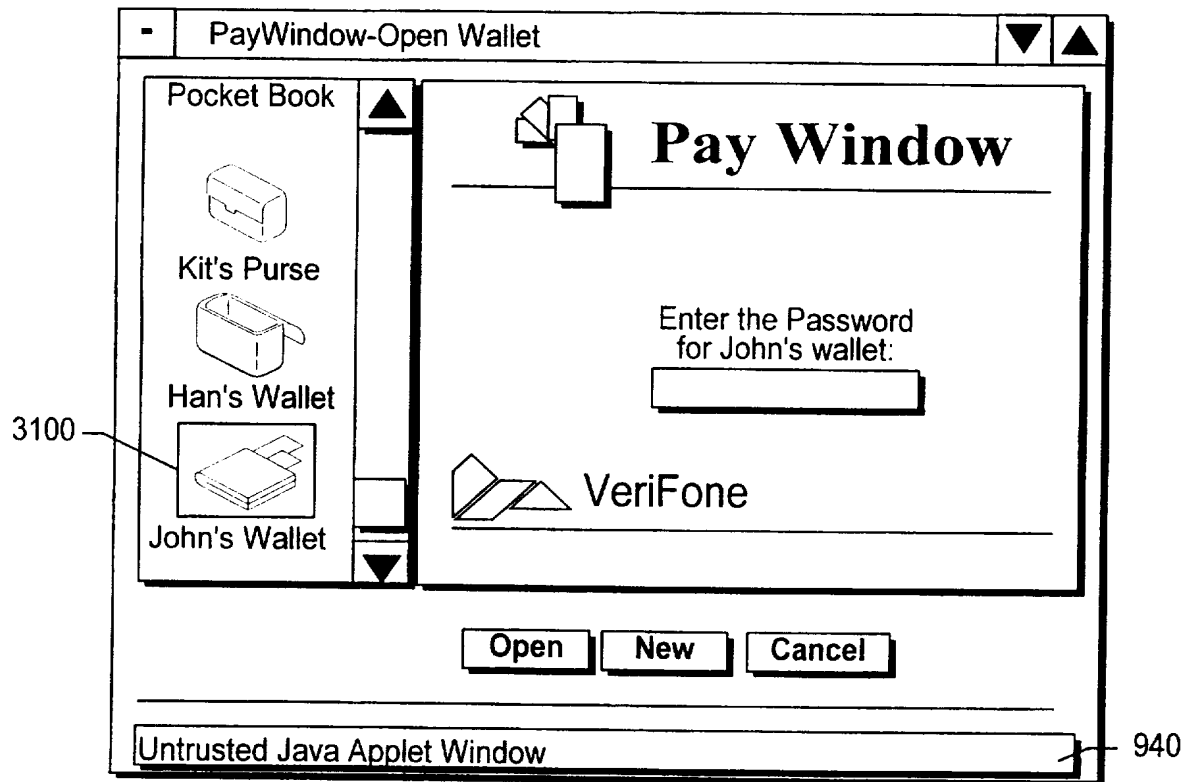 PayWindow-Open Wallet
Pocket Book
Kit's Purse
Han's Wallet
3100
John's Wallet
Pay Window
Enter the Password
for John's wallet:
VeriFone
Open New Cancel
Untrusted Java Applet Window
940